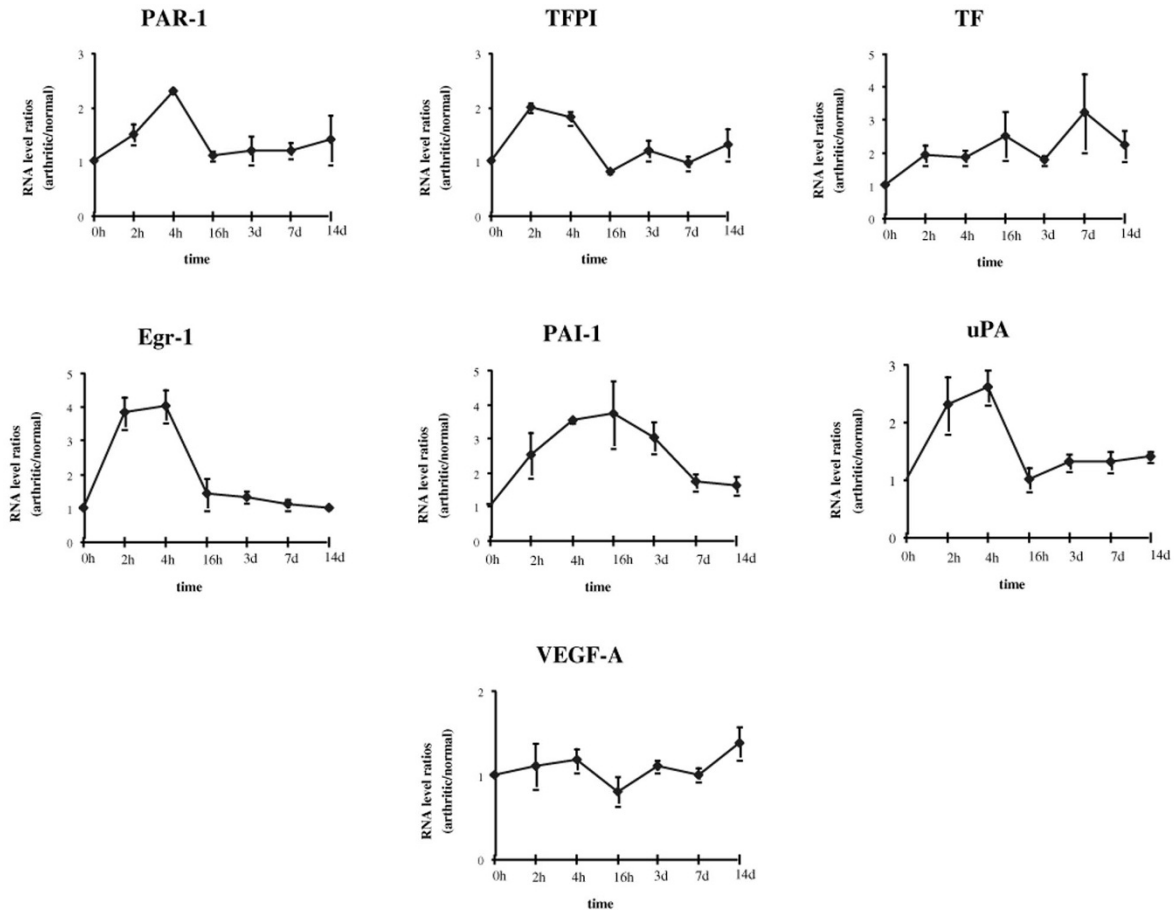 PAR-1
3
2
1
0
RNA level ratios
(arthritic/normal)
0h 2h 4h 16h 3d 7d 14d
time
TFPI
3
2
1
0
RNA level ratios
(arthritic/normal)
0h 2h 4h 16h 3d 7d 14d
time
TF
5
4
3
2
1
0
RNA level ratios
(arthritic/normal)
0h 2h 4h 16h 3d 7d 14d
time
Egr-1
5
4
3
2
1
0
RNA level ratios
(arthritic/normal)
0h 2h 4h 16h 3d 7d 14d
time
PAI-1
5
4
3
2
1
0
RNA level ratios
(arthritic/normal)
0h 2h 4h 16h 3d 7d 14d
time
uPA
3
2
1
0
RNA level ratios
(arthritic/normal)
0h 2h 4h 16h 3d 7d 14d
time
VEGF-A
2
1
0
RNA level ratios
(arthritic/normal)
0h 2h 4h 16h 3d 7d 14d
time